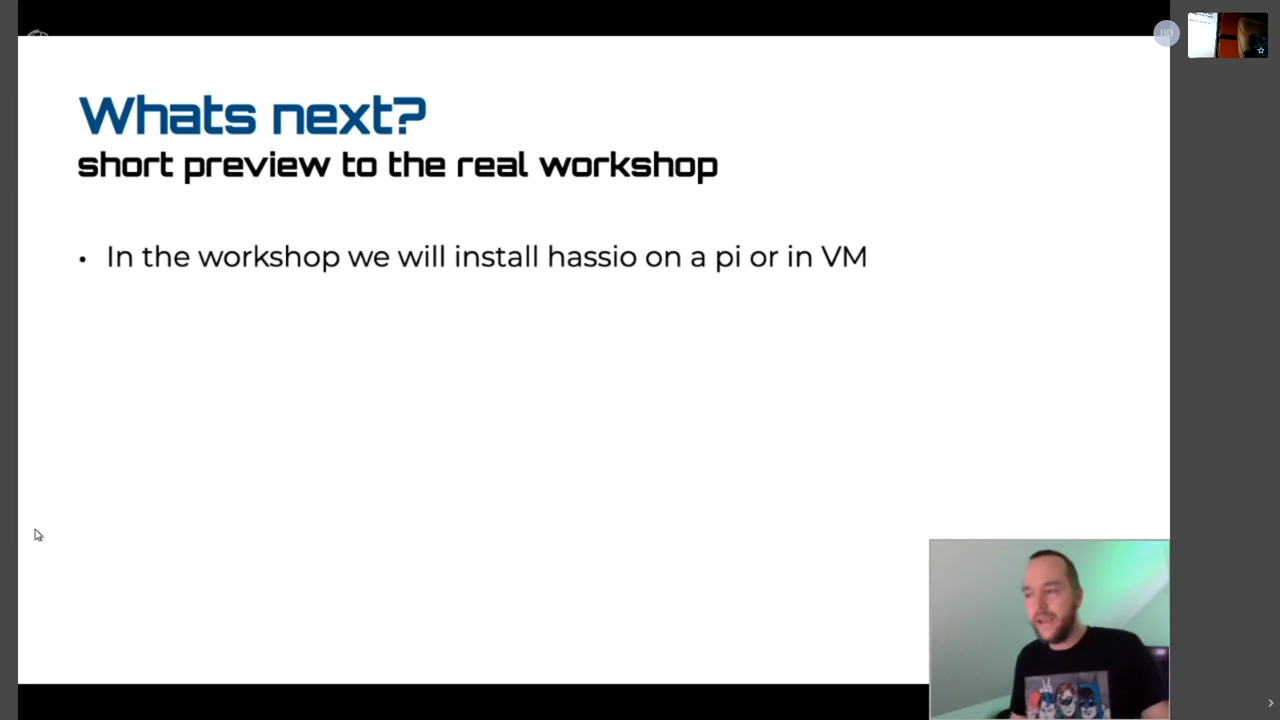 Whats next?
short preview to the real workshop
• In the workshop we will install hassio on a pi or in VM